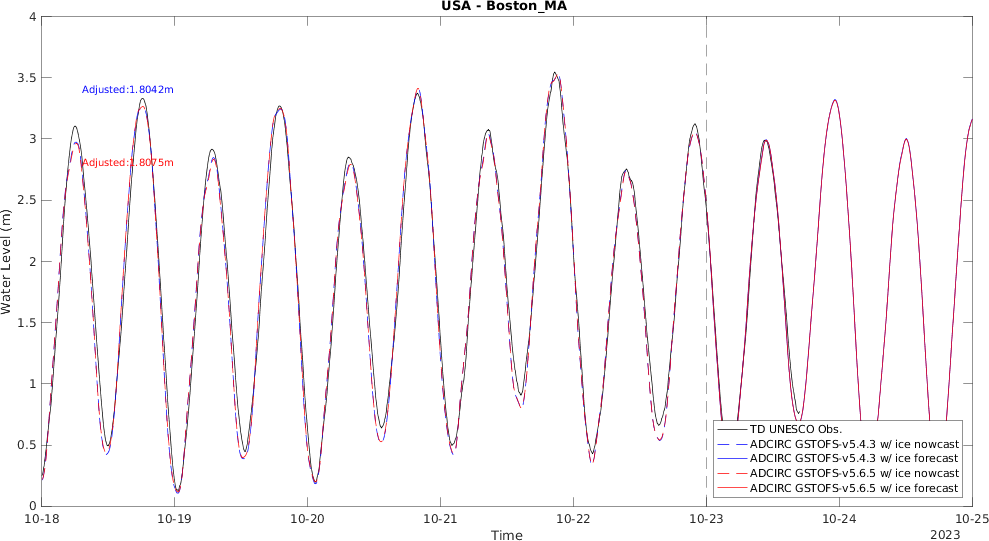 USA - Boston_MA
4
3.5
3
2.5
2
1.5
1
0.5
0
Water Level (m)
Adjusted:1.8042m
Adjusted:1.8075m
TD UNESCO Obs.
ADCIRC GSTOFS-v5.4.3 w/ ice nowcast
ADCIRC GSTOFS-v5.4.3 w/ ice forecast
ADCIRC GSTOFS-v5.6.5 w/ ice nowcast
ADCIRC GSTOFS-v5.6.5 w/ ice forecast
10-18 10-19 10-20 10-21 10-22 10-23 10-24 10-25
Time
2023